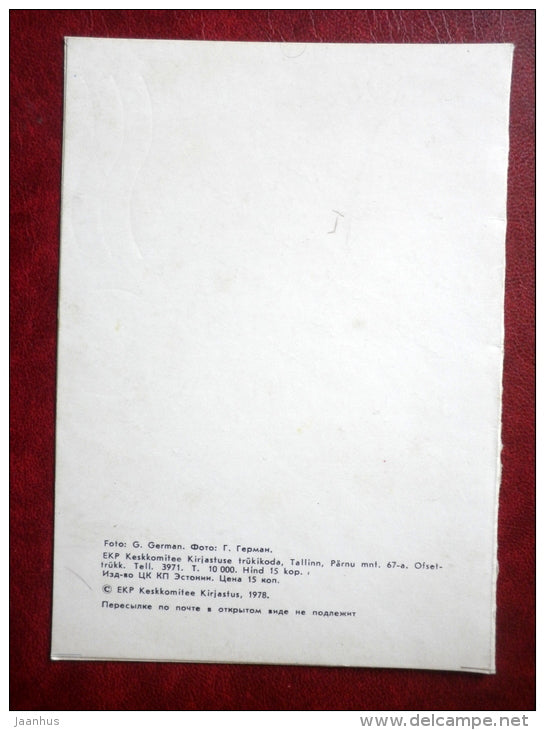 Foto: G. German. Фото: Г. Герман.
EKP Keskkomitee Kirjastuse trükikoda, Tallinn, Pärnu mnt. 67-a. Ofset-
trükk. Tell. 3971. T. 10 000. Hind 15 kop.
Изд-во ЦК КП Эстонии. Цена 15 коп.
© EKP Keskkomitee Kirjastus, 1978.
Пересылке по почте в открытом виде не подлежит
jaanhus
www.delcampe.net